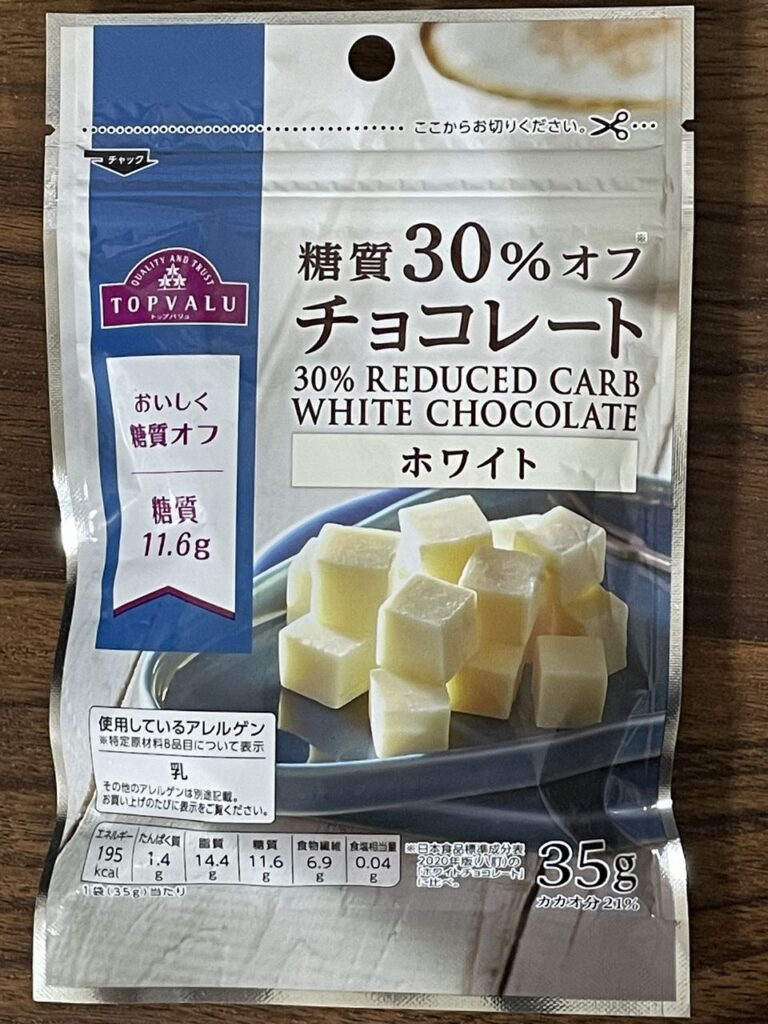 ここからお切りください。
チャック
QUALITY AND TRUST
TOPVALU
トップバリュ
おいしく
糖質オフ
糖質
11.6g
糖質30%オフ※
チョコレート
30% REDUCED CARB
WHITE CHOCOLATE
ホワイト
使用しているアレルゲン
※特定原材料8品目について表示
乳
その他のアレルゲンは別途記載。
お買い上げのたびに表示をご覧ください。
エネルギー たんぱく質 脂質 糖質 食物繊維 食塩相当量
195 1.4 14.4 11.6 6.9 0.04
kcal g g g g g
1袋(35g)当たり
※日本食品標準成分表
2020年版(八訂)の
「ホワイトチョコレート」
に比べ。
35g
カカオ分21%